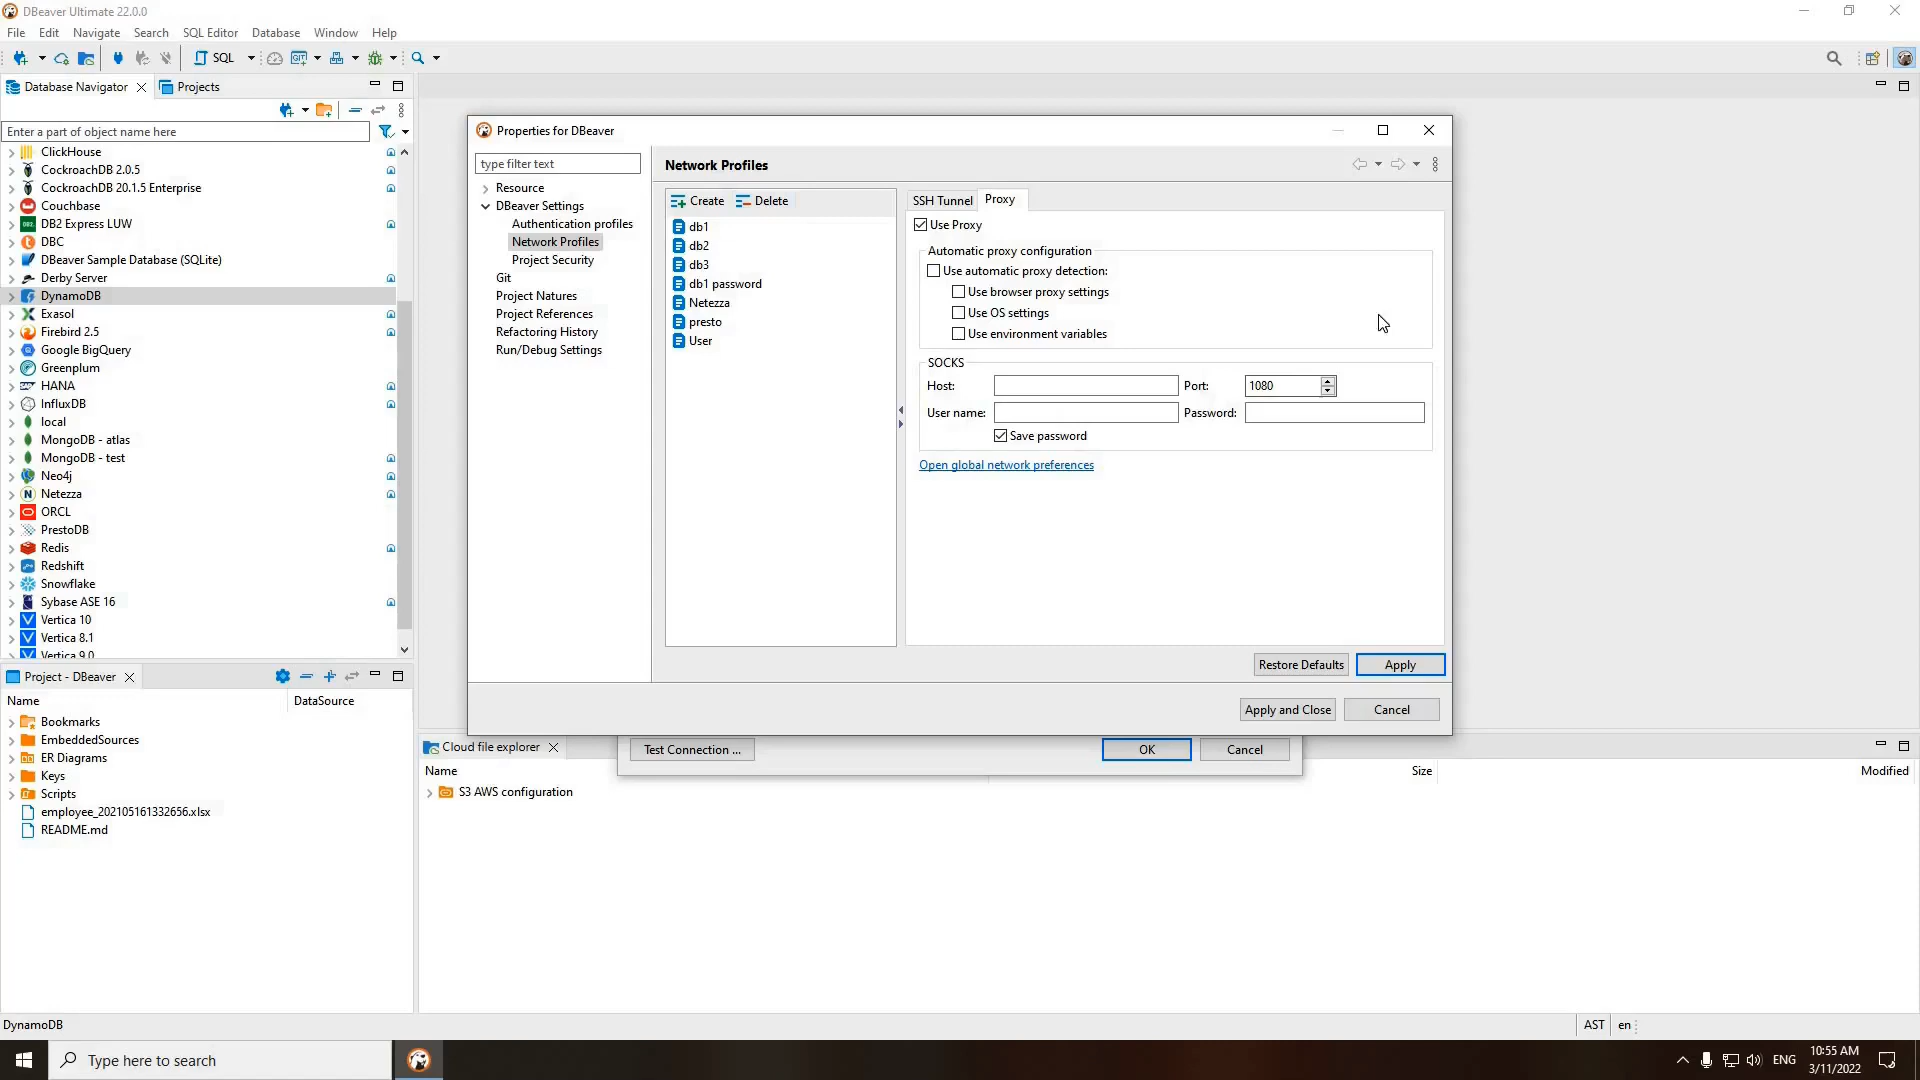 DBeaver Ultimate 22.0.0
File Edit Navigate Search SQL Editor Database Window Help
SQL
Database Navigator Projects
Enter a part of object name here
ClickHouse
CockroachDB 2.0.5
CockroachDB 20.1.5 Enterprise
Couchbase
DB2 Express LUW
DBC
DBeaver Sample Database (SQLite)
Derby Server
DynamoDB
Exasol
Firebird 2.5
Google BigQuery
Greenplum
HANA
InfluxDB
local
MongoDB - atlas
MongoDB - test
Neo4j
Netezza
ORCL
PrestoDB
Redis
Redshift
Snowflake
Sybase ASE 16
Vertica 10
Vertica 8.1
Vertica 9.0
Project - DBeaver
Name DataSource
Bookmarks
EmbeddedSources
ER Diagrams
Keys
Scripts
employee_202105161332656.xlsx
README.md
Properties for DBeaver
type filter text
Resource
DBeaver Settings
Authentication profiles
Network Profiles
Project Security
Git
Project Natures
Project References
Refactoring History
Run/Debug Settings
Network Profiles
Create Delete
db1
db2
db3
db1 password
Netezza
presto
User
SSH Tunnel Proxy
Use Proxy
Automatic proxy configuration
Use automatic proxy detection:
Use browser proxy settings
Use OS settings
Use environment variables
SOCKS
Host: Port: 1080
User name: Password:
Save password
Open global network preferences
Restore Defaults Apply
Apply and Close Cancel
Test Connection ... OK Cancel
Cloud file explorer
Name Size Modified
S3 AWS configuration
DynamoDB AST en
Type here to search
ENG
10:55 AM
3/11/2022